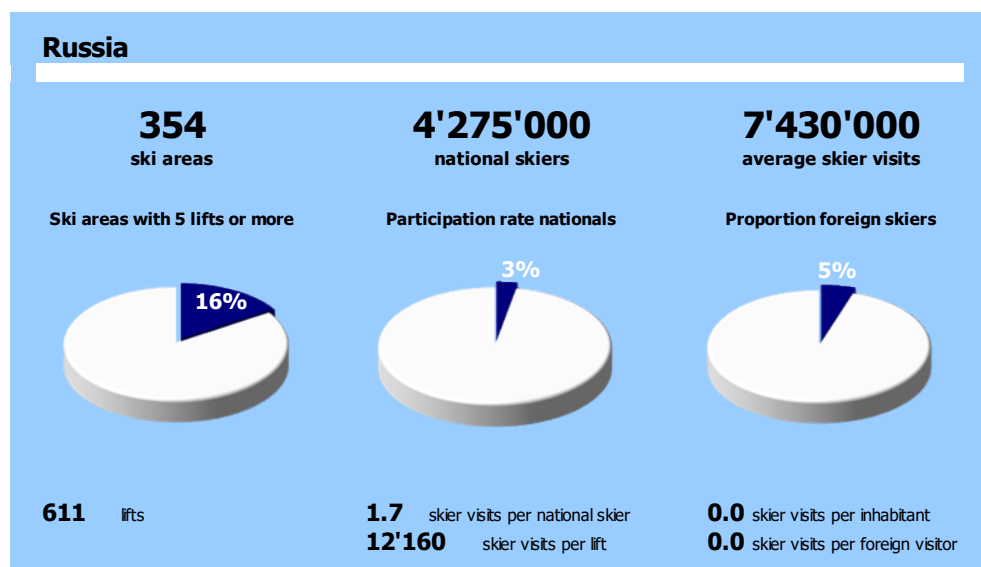 Russia
354
ski areas
4'275'000
national skiers
7'430'000
average skier visits
Ski areas with 5 lifts or more
Participation rate nationals
Proportion foreign skiers
16%
3%
5%
611 lifts
1.7 skier visits per national skier
12'160 skier visits per lift
0.0 skier visits per inhabitant
0.0 skier visits per foreign visitor